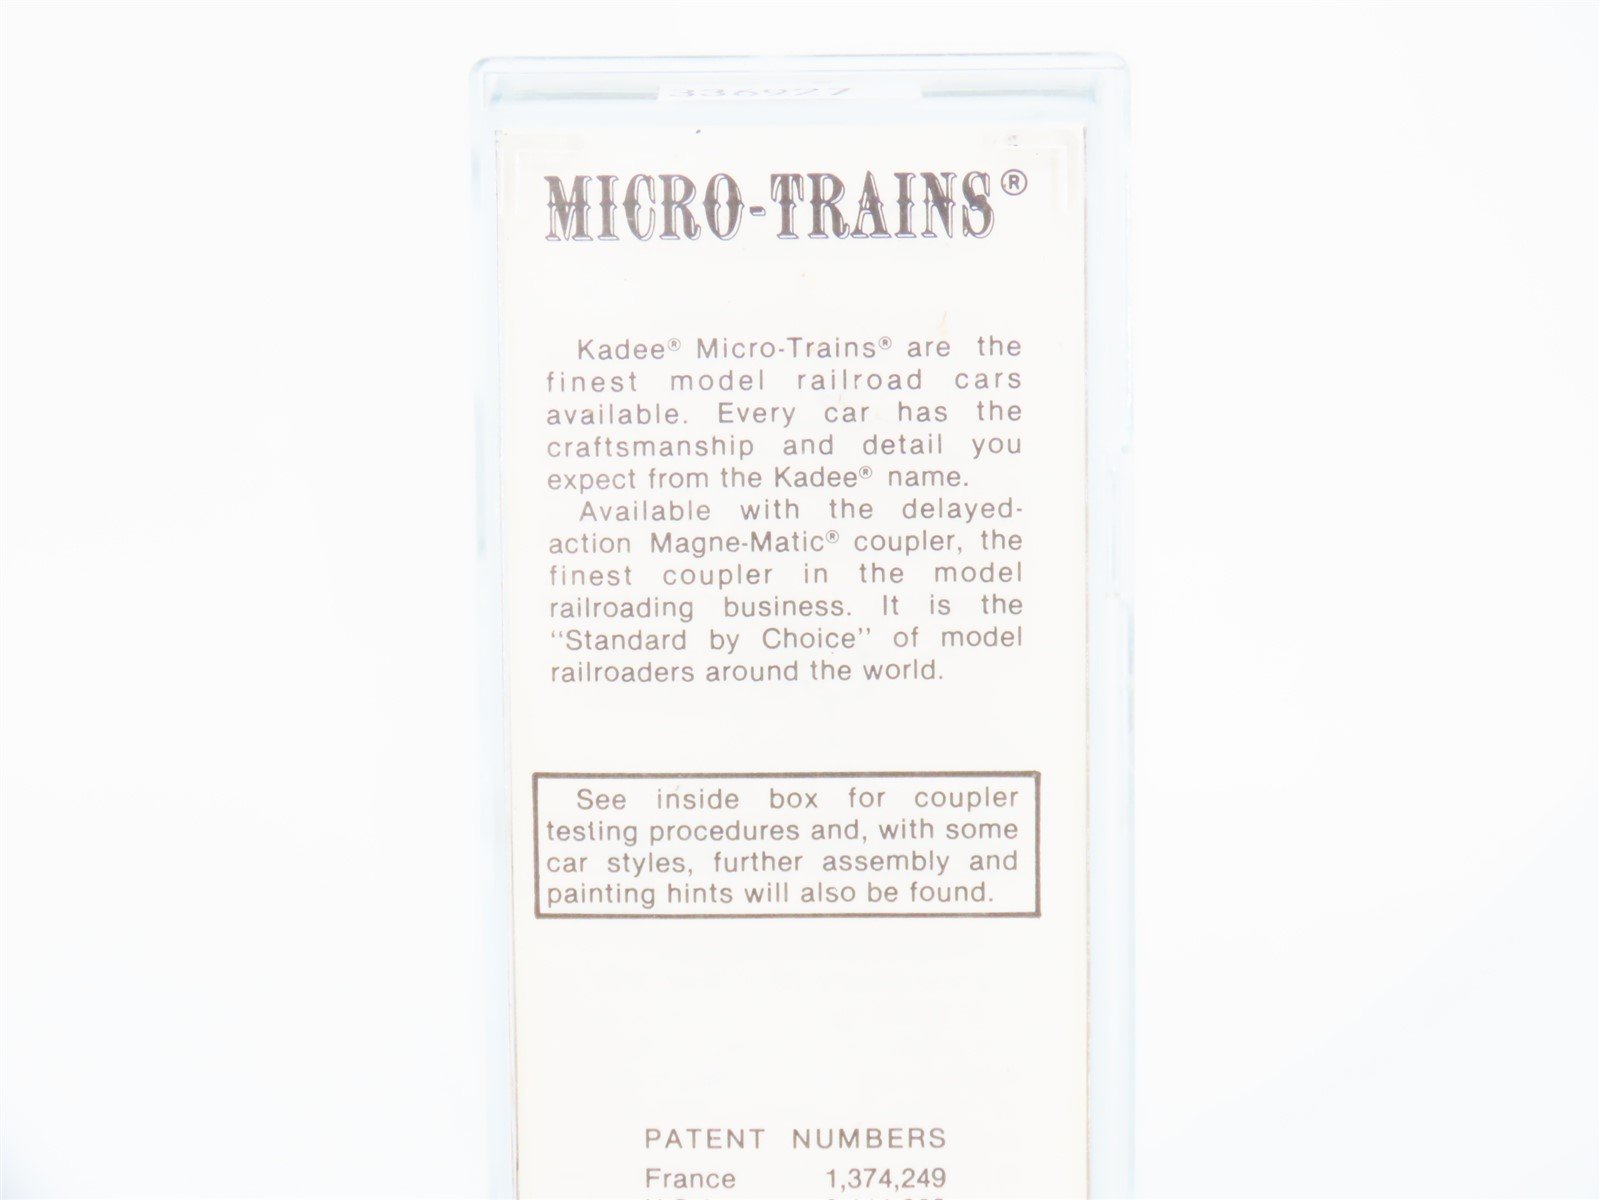 336927
MICRO-TRAINS®
Kadee® Micro-Trains® are the
finest model railroad cars
available. Every car has the
craftsmanship and detail you
expect from the Kadee® name.
Available with the delayed-
action Magne-Matic® coupler, the
finest coupler in the model
railroading business. It is the
“Standard by Choice” of model
railroaders around the world.
See inside box for coupler
testing procedures and, with some
car styles, further assembly and
painting hints will also be found.
PATENT NUMBERS
France 1,374,249